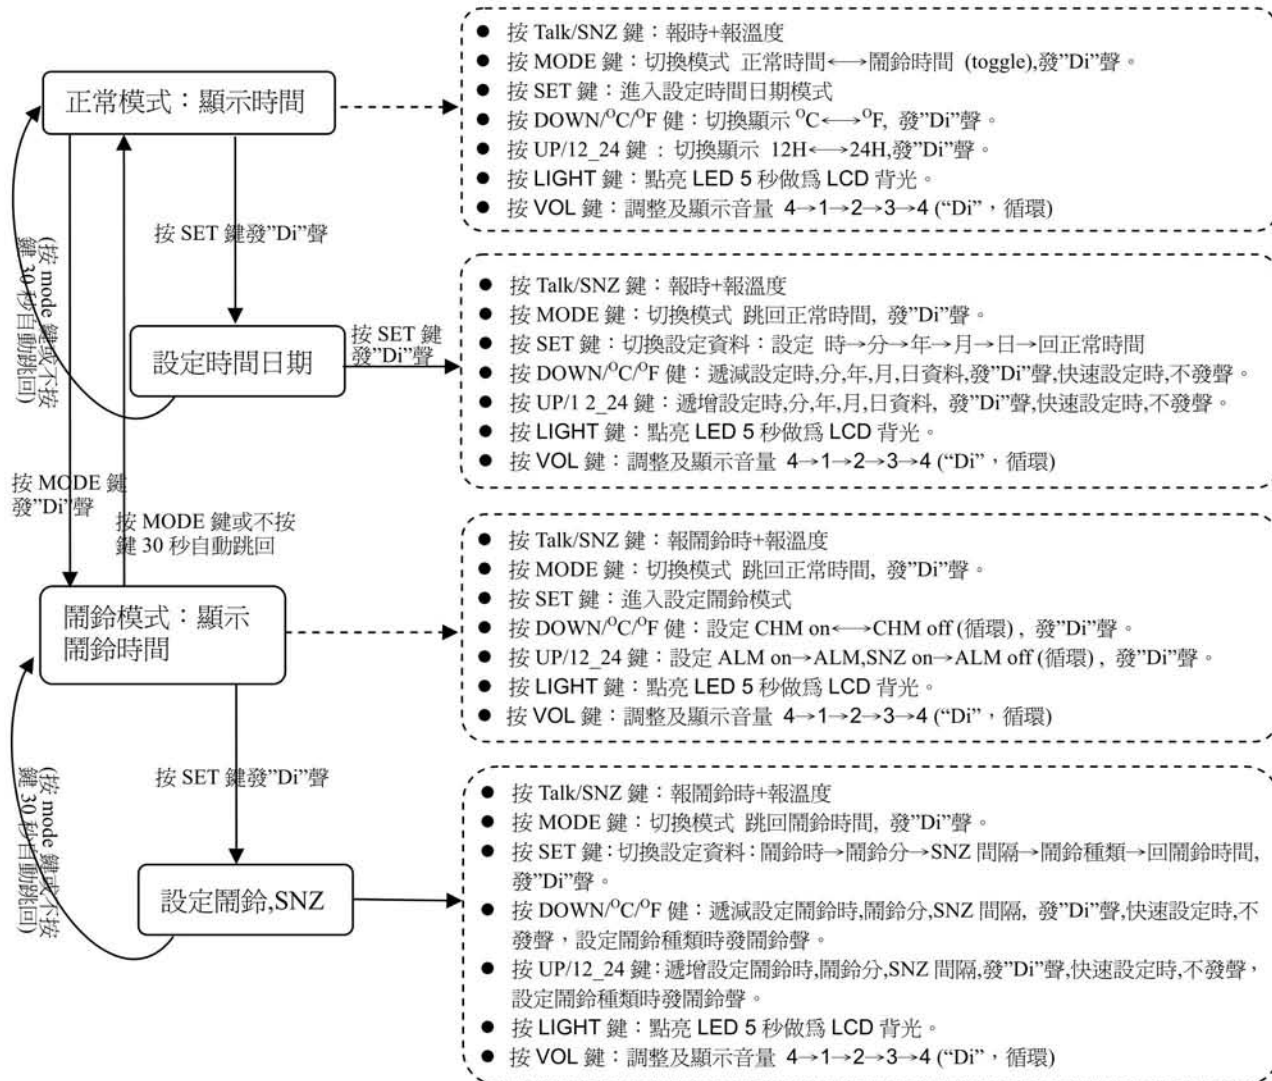 正常模式：顯示時間
按 SET 鍵發”Di”聲
(按 mode 鍵或不按
鍵 30 秒自動跳回)
設定時間日期
按 SET 鍵
發”Di”聲
按 MODE 鍵
發”Di”聲
按 MODE 鍵或不按
鍵 30 秒自動跳回
鬧鈴模式：顯示
鬧鈴時間
按 SET 鍵發”Di”聲
(按 mode 鍵或不按
鍵 30 秒自動跳回)
設定鬧鈴,SNZ
● 按 Talk/SNZ 鍵：報時+報溫度
● 按 MODE 鍵：切換模式 正常時間←→鬧鈴時間 (toggle),發”Di”聲。
● 按 SET 鍵：進入設定時間日期模式
● 按 DOWN/ºC/ºF 健：切換顯示 ºC←→ºF, 發”Di”聲。
● 按 UP/12_24 鍵 : 切換顯示 12H←→24H,發”Di”聲。
● 按 LIGHT 鍵：點亮 LED 5 秒做爲 LCD 背光。
● 按 VOL 鍵：調整及顯示音量 4→1→2→3→4 (“Di”，循環)
● 按 Talk/SNZ 鍵：報時+報溫度
● 按 MODE 鍵：切換模式 跳回正常時間, 發”Di”聲。
● 按 SET 鍵：切換設定資料：設定 時→分→年→月→日→回正常時間
● 按 DOWN/ºC/ºF 健：遞減設定時,分,年,月,日資料,發”Di”聲,快速設定時,不發聲。
● 按 UP/1 2_24 鍵：遞增設定時,分,年,月,日資料, 發”Di”聲,快速設定時,不發聲。
● 按 LIGHT 鍵：點亮 LED 5 秒做爲 LCD 背光。
● 按 VOL 鍵：調整及顯示音量 4→1→2→3→4 (“Di”，循環)
● 按 Talk/SNZ 鍵：報鬧鈴時+報溫度
● 按 MODE 鍵：切換模式 跳回正常時間, 發”Di”聲。
● 按 SET 鍵：進入設定鬧鈴模式
● 按 DOWN/ºC/ºF 健：設定 CHM on←→CHM off (循環) , 發”Di”聲。
● 按 UP/12_24 鍵：設定 ALM on→ALM,SNZ on→ALM off (循環) , 發”Di”聲。
● 按 LIGHT 鍵：點亮 LED 5 秒做爲 LCD 背光。
● 按 VOL 鍵：調整及顯示音量 4→1→2→3→4 (“Di”，循環)
● 按 Talk/SNZ 鍵：報鬧鈴時+報溫度
● 按 MODE 鍵：切換模式 跳回鬧鈴時間, 發”Di”聲。
● 按 SET 鍵：切換設定資料：鬧鈴時→鬧鈴分→SNZ 間隔→鬧鈴種類→回鬧鈴時間,
發”Di”聲。
● 按 DOWN/ºC/ºF 健：遞減設定鬧鈴時,鬧鈴分,SNZ 間隔, 發”Di”聲,快速設定時,不
發聲，設定鬧鈴種類時發鬧鈴聲。
● 按 UP/12_24 鍵：遞增設定鬧鈴時,鬧鈴分,SNZ 間隔,發”Di”聲,快速設定時,不發聲，
設定鬧鈴種類時發鬧鈴聲。
● 按 LIGHT 鍵：點亮 LED 5 秒做爲 LCD 背光。
● 按 VOL 鍵：調整及顯示音量 4→1→2→3→4 (“Di”，循環)